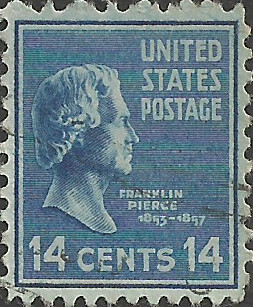 UNITED
STATES
POSTAGE
FRANKLIN
PIERCE
1853-1857
14 CENTS 14